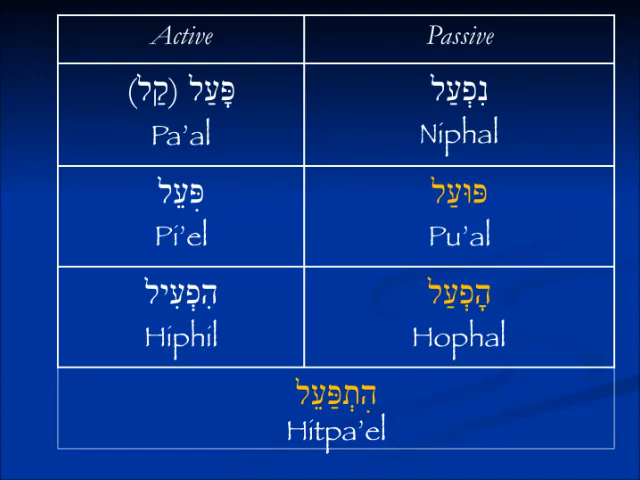 Active Passive
פָּעַל (קַל) נִפְעַל
Pa'al Niphal
פִּעֵל פּוּעַל
Pi'el Pu'al
הִפְעִיל הָפְעַל
Hiphil Hophal
הִתְפַּעֵל
Hitpa'el